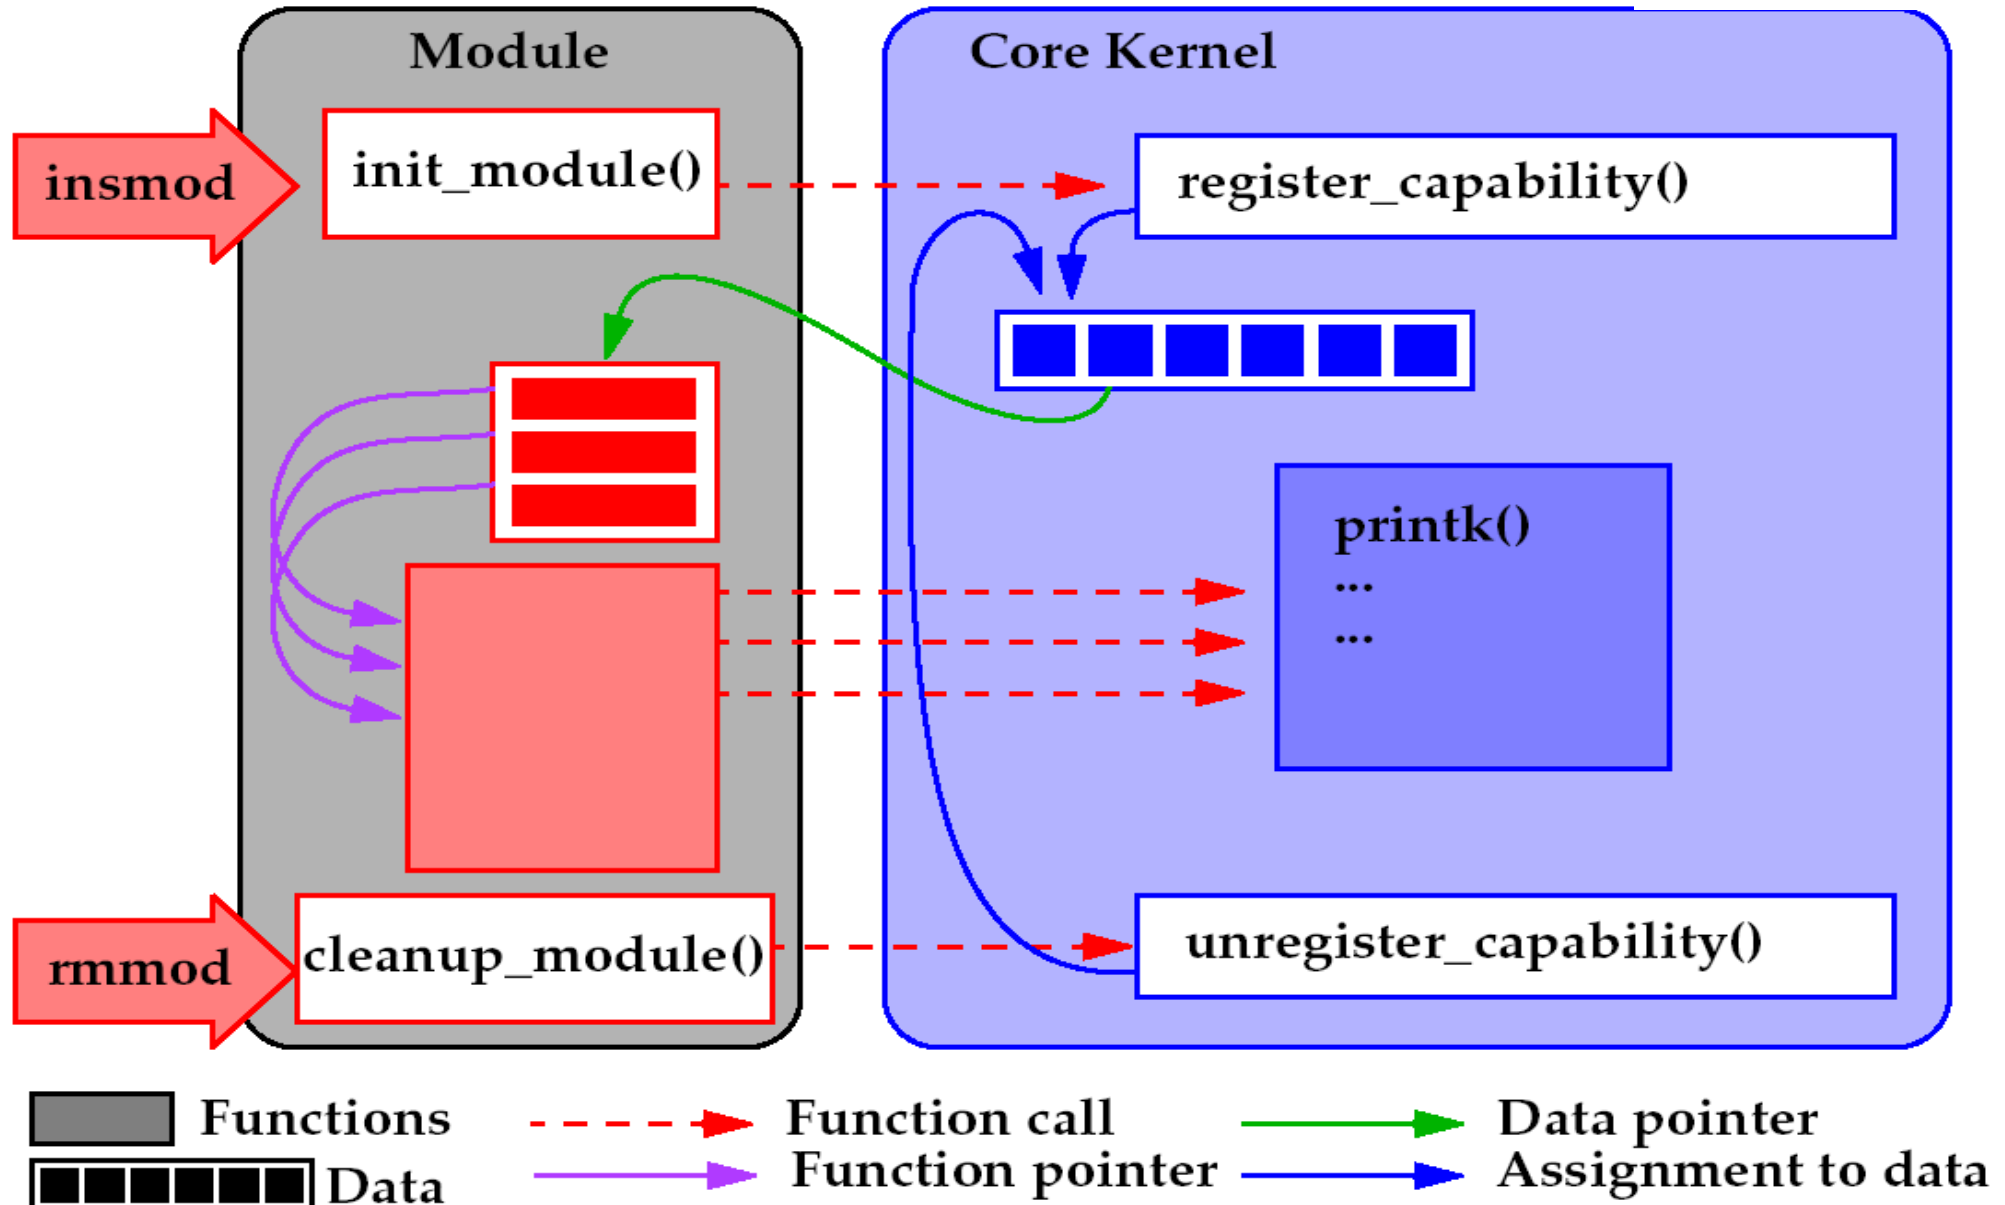 Module
Core Kernel
insmod
init_module()
register_capability()
printk()
...
...
rmmod
cleanup_module()
unregister_capability()
Functions
Function call
Data pointer
Data
Function pointer
Assignment to data